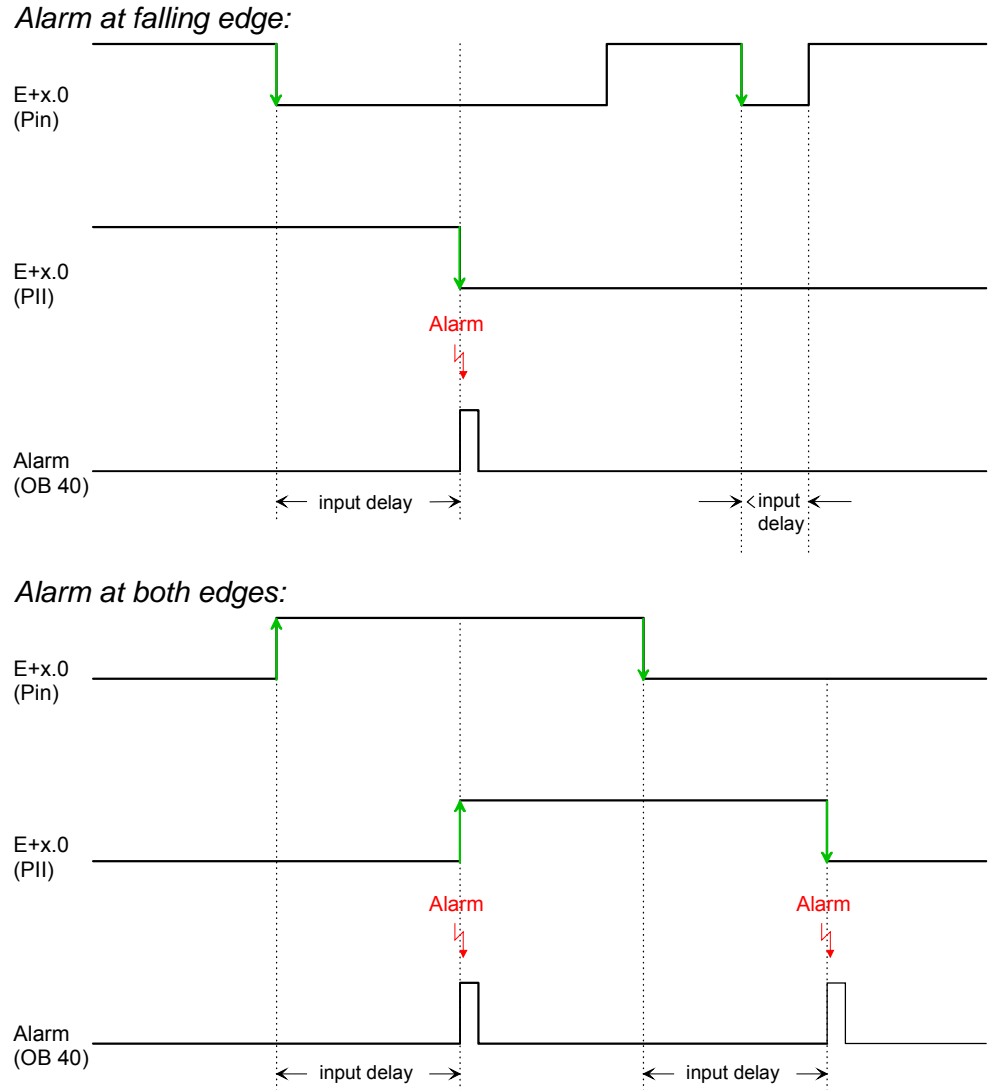 Alarm at falling edge:
E+x.0
(Pin)
E+x.0
(PII)
Alarm
Alarm
(OB 40)
input delay
<input
delay
Alarm at both edges:
E+x.0
(Pin)
E+x.0
(PII)
Alarm
Alarm
Alarm
(OB 40)
input delay
input delay